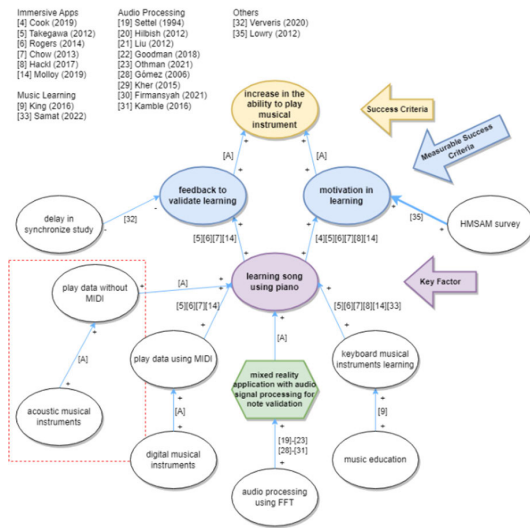 Immersive Apps
[4] Cook (2019)
[5] Takegawa (2012)
[6] Rogers (2014)
[7] Chow (2013)
[8] Hackl (2017)
[14] Molloy (2019)
Music Learning
[9] King (2016)
[33] Samat (2022)
Audio Processing
[19] Settel (1994)
[20] Hilbish (2012)
[21] Liu (2012)
[22] Goodman (2018)
[23] Othman (2021)
[28] Gömez (2006)
[29] Kher (2015)
[30] Firmansyah (2021)
[31] Kamble (2016)
Others
[32] Ververis (2020)
[35] Lowry (2012)
increase in the
ability to play
musical
instrument
Success Criteria
Measurable Success
Criteria
[A]
[A]
+
+
+
+
feedback to
validate learning
motivation in
learning
delay in
synchronize study
[32]
-
-
[35]
+
+
HMSAM survey
[5][6][7][14]
+
+
[4][5][6][7][8][14]
+
+
play data without
MIDI
[A]
+
+
learning song
using piano
Key Factor
[5][6][7][14]
+
+
[A]
+
+
[5][6][7][8][14][33]
+
+
[A]
+
+
play data using MIDI
mixed reality
application with audio
signal processing for
note validation
keyboard musical
instruments learning
acoustic musical
instruments
[A]
+
+
[19]-[23]
[28]-[31]
+
+
[9]
+
+
digital musical
instruments
audio processing
using FFT
music education